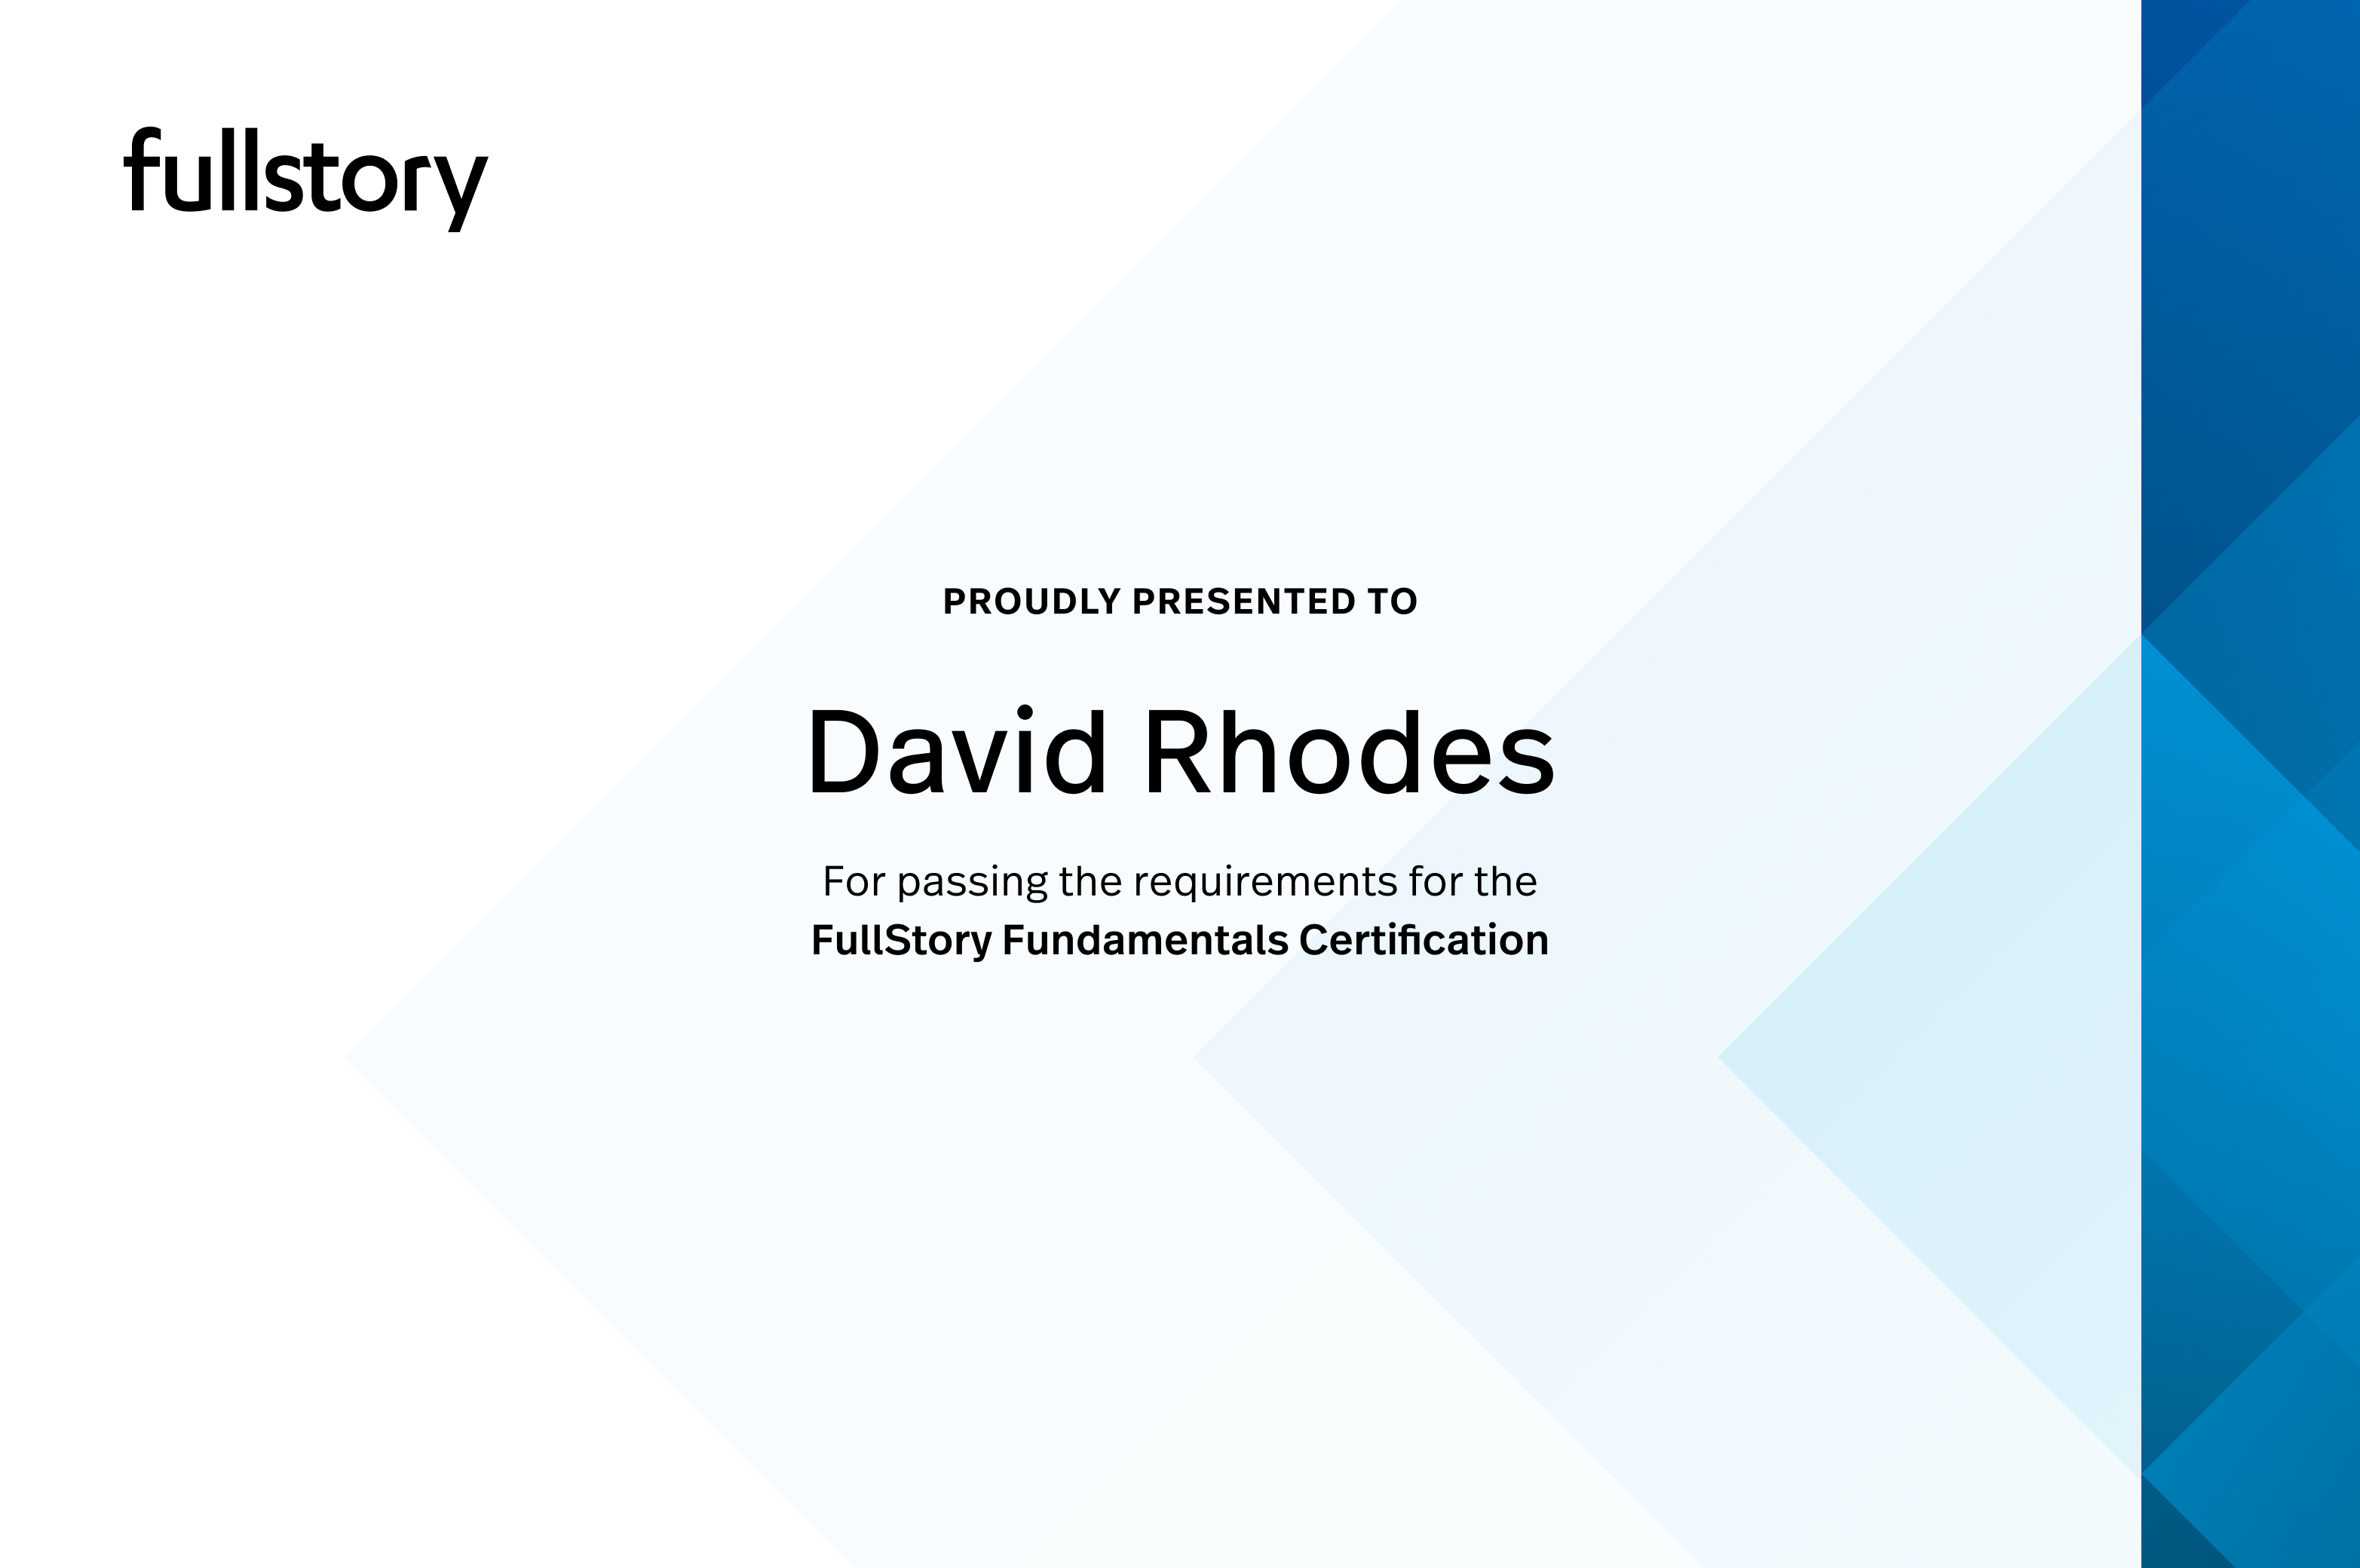 fullstory
PROUDLY PRESENTED TO
David Rhodes
For passing the requirements for the
FullStory Fundamentals Certification